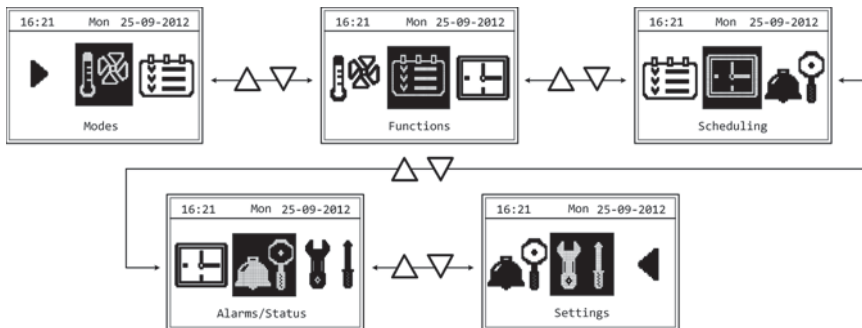 16:21 Mon 25-09-2012
Modes
16:21 Mon 25-09-2012
Functions
16:21 Mon 25-09-2012
Scheduling
16:21 Mon 25-09-2012
Alarms/Status
16:21 Mon 25-09-2012
Settings